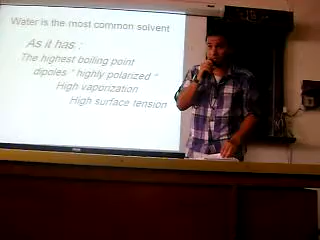 Water is the most common solvent
As it has :
The highest boiling point
dipoles " highly polarized "
High vaporization
High surface tension